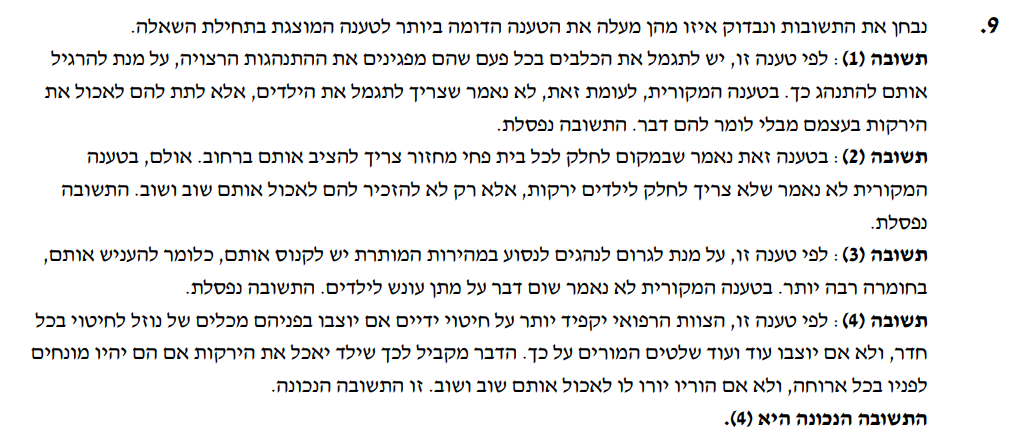 9. נבחן את התשובות ונבדוק איזו מהן מעלה את הטענה הדומה ביותר לטענה המוצגת בתחילת השאלה.
תשובה (1): לפי טענה זו, יש לתגמל את הכלבים בכל פעם שהם מפגינים את ההתנהגות הרצויה, על מנת להרגיל
אותם להתנהג כך. בטענה המקורית, לעומת זאת, לא נאמר שצריך לתגמל את הילדים, אלא לתת להם לאכול את
הירקות בעצמם מבלי לומר להם דבר. התשובה נפסלת.
תשובה (2): בטענה זאת נאמר שבמקום לחלק לכל בית פחי מחזור צריך להציב אותם ברחוב. אולם, בטענה
המקורית לא נאמר שלא צריך לחלק לילדים ירקות, אלא רק לא להזכיר להם לאכול אותם שוב ושוב. התשובה
נפסלת.
תשובה (3): לפי טענה זו, על מנת לגרום לנהגים לנסוע במהירות המותרת יש לקנוס אותם, כלומר להעניש אותם,
בחומרה רבה יותר. בטענה המקורית לא נאמר שום דבר על מתן עונש לילדים. התשובה נפסלת.
תשובה (4): לפי טענה זו, הצוות הרפואי יקפיד יותר על חיטוי ידיים אם יוצבו בפניהם מכלים של נוזל לחיטוי בכל
חדר, ולא אם יוצבו עוד ועוד שלטים המורים על כך. הדבר מקביל לכך שילד יאכל את הירקות אם הם יהיו מונחים
לפניו בכל ארוחה, ולא אם הוריו יורו לו לאכול אותם שוב ושוב. זו התשובה הנכונה.
התשובה הנכונה היא (4).